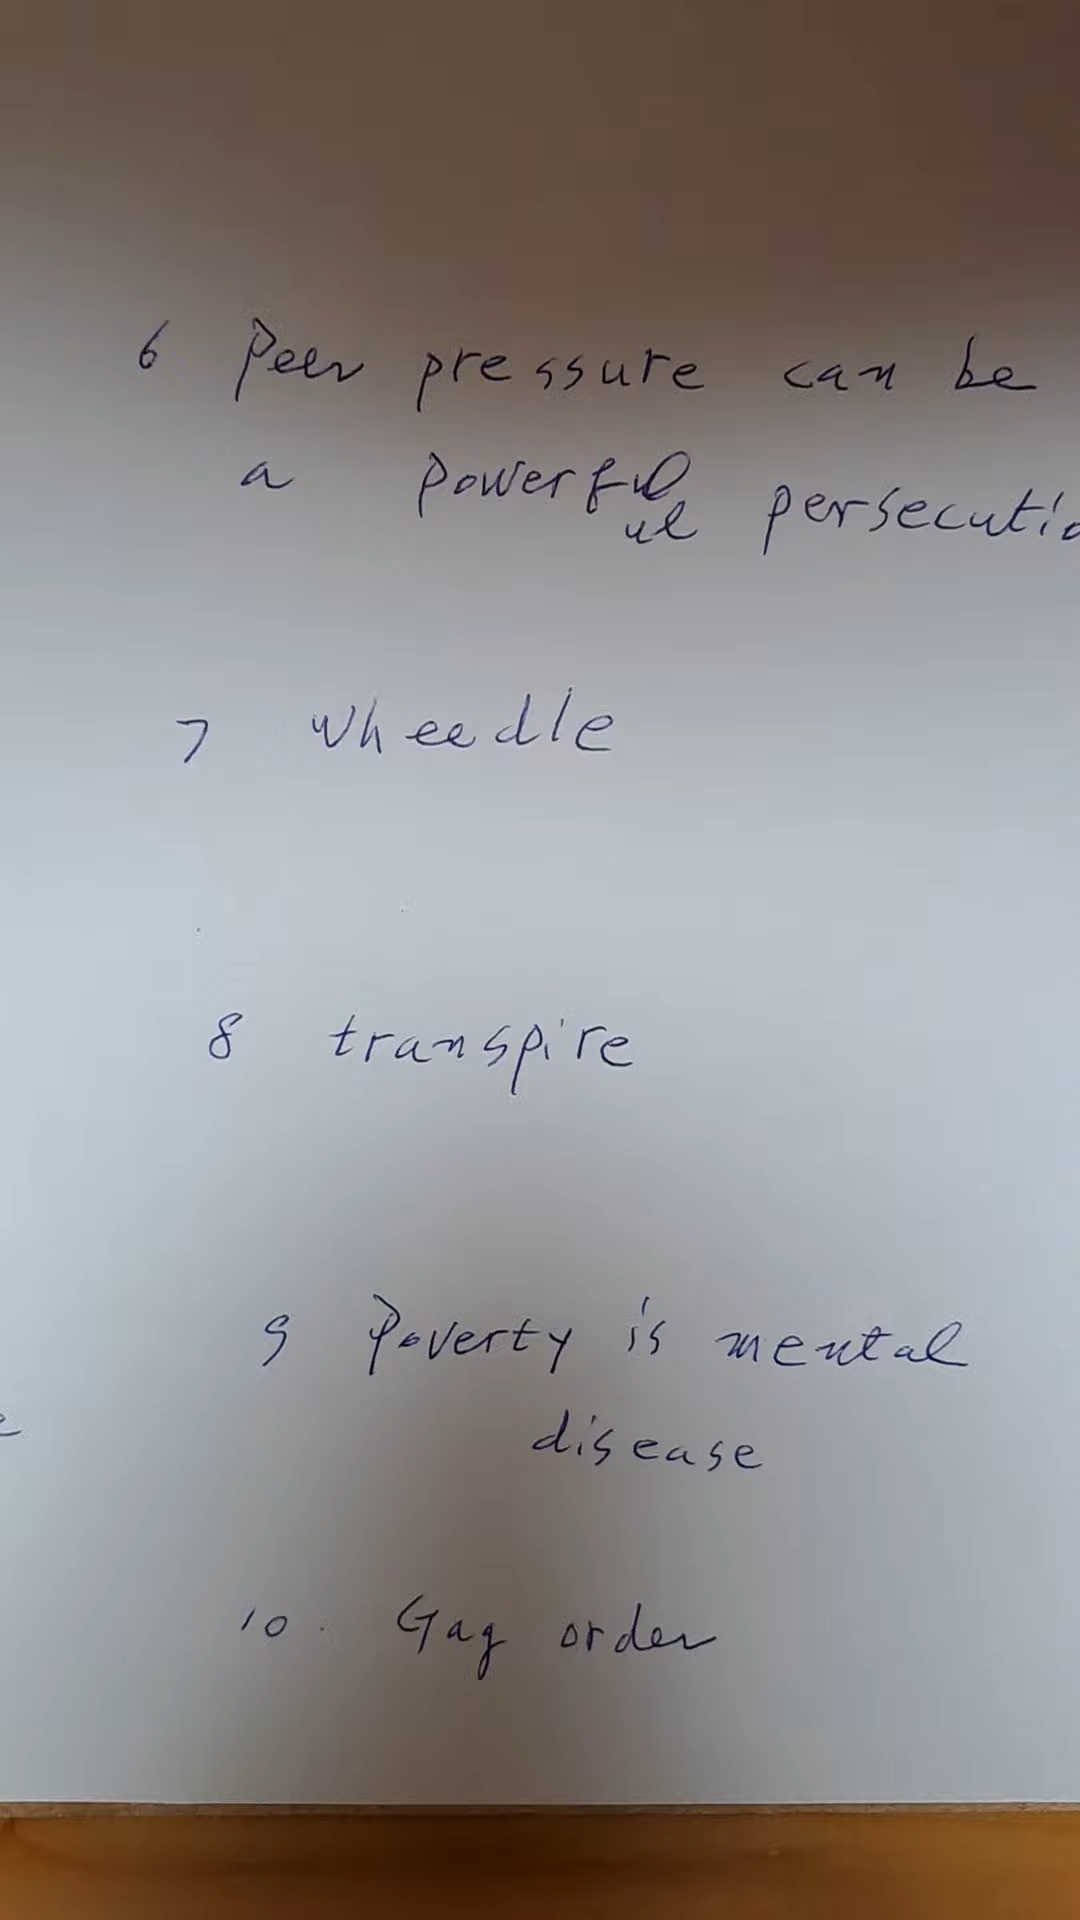 6 Peer pressure can be
a powerful persecutio
ul
7 wheedle
8 transpire
9 Poverty is mental
disease
10. Gag order